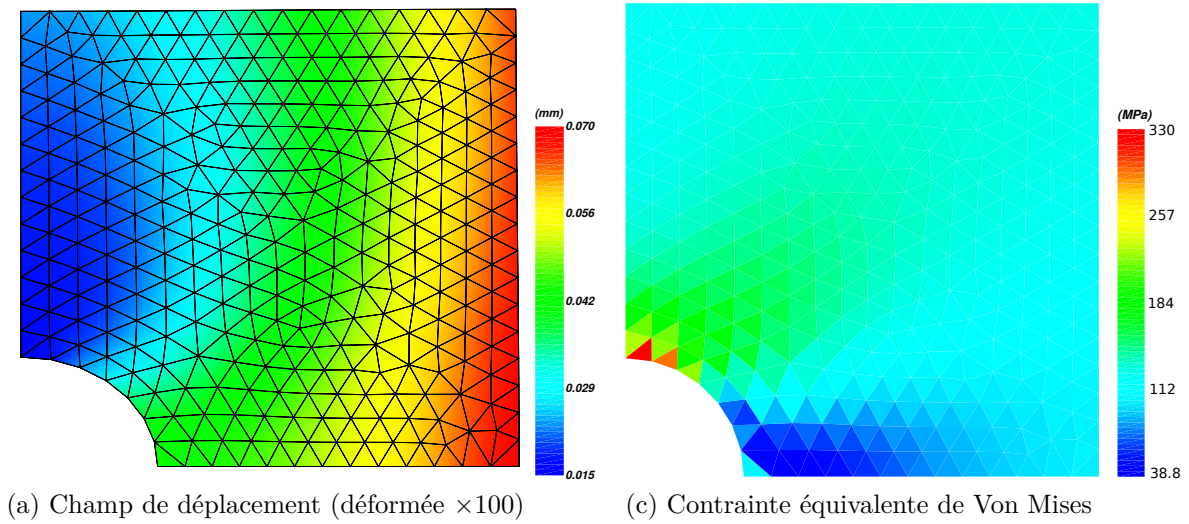 (mm)
0.070
0.056
0.042
0.029
0.015
(MPa)
330
257
184
112
38.8
(a) Champ de déplacement (déformée ×100)
(c) Contrainte équivalente de Von Mises